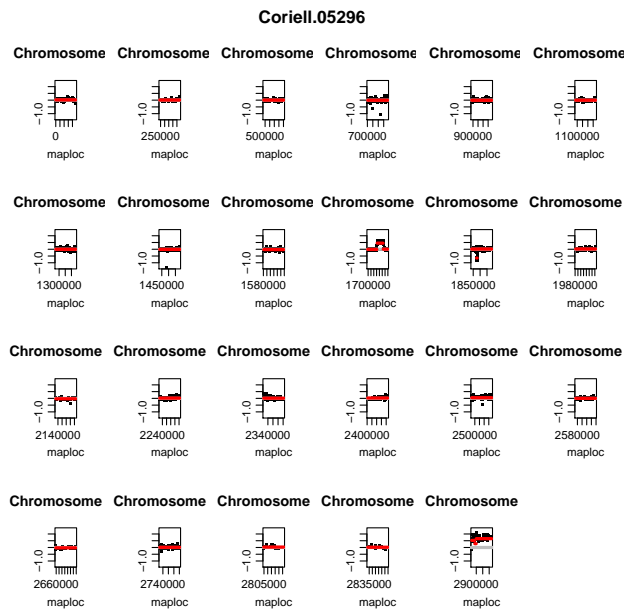 Coriell.05296
Chromosome Chromosome Chromosome Chromosome Chromosome Chromosome
-1.0 -1.0 -1.0 -1.0 -1.0 -1.0
0 250000 500000 700000 900000 1100000
maploc maploc maploc maploc maploc maploc
Chromosome Chromosome Chromosome Chromosome Chromosome Chromosome
-1.0 -1.0 -1.0 -1.0 -1.0 -1.0
1300000 1450000 1580000 1700000 1850000 1980000
maploc maploc maploc maploc maploc maploc
Chromosome Chromosome Chromosome Chromosome Chromosome Chromosome
-1.0 -1.0 -1.0 -1.0 -1.0 -1.0
2140000 2240000 2340000 2400000 2500000 2580000
maploc maploc maploc maploc maploc maploc
Chromosome Chromosome Chromosome Chromosome Chromosome
-1.0 -1.0 -1.0 -1.0 -1.0
2660000 2740000 2805000 2835000 2900000
maploc maploc maploc maploc maploc